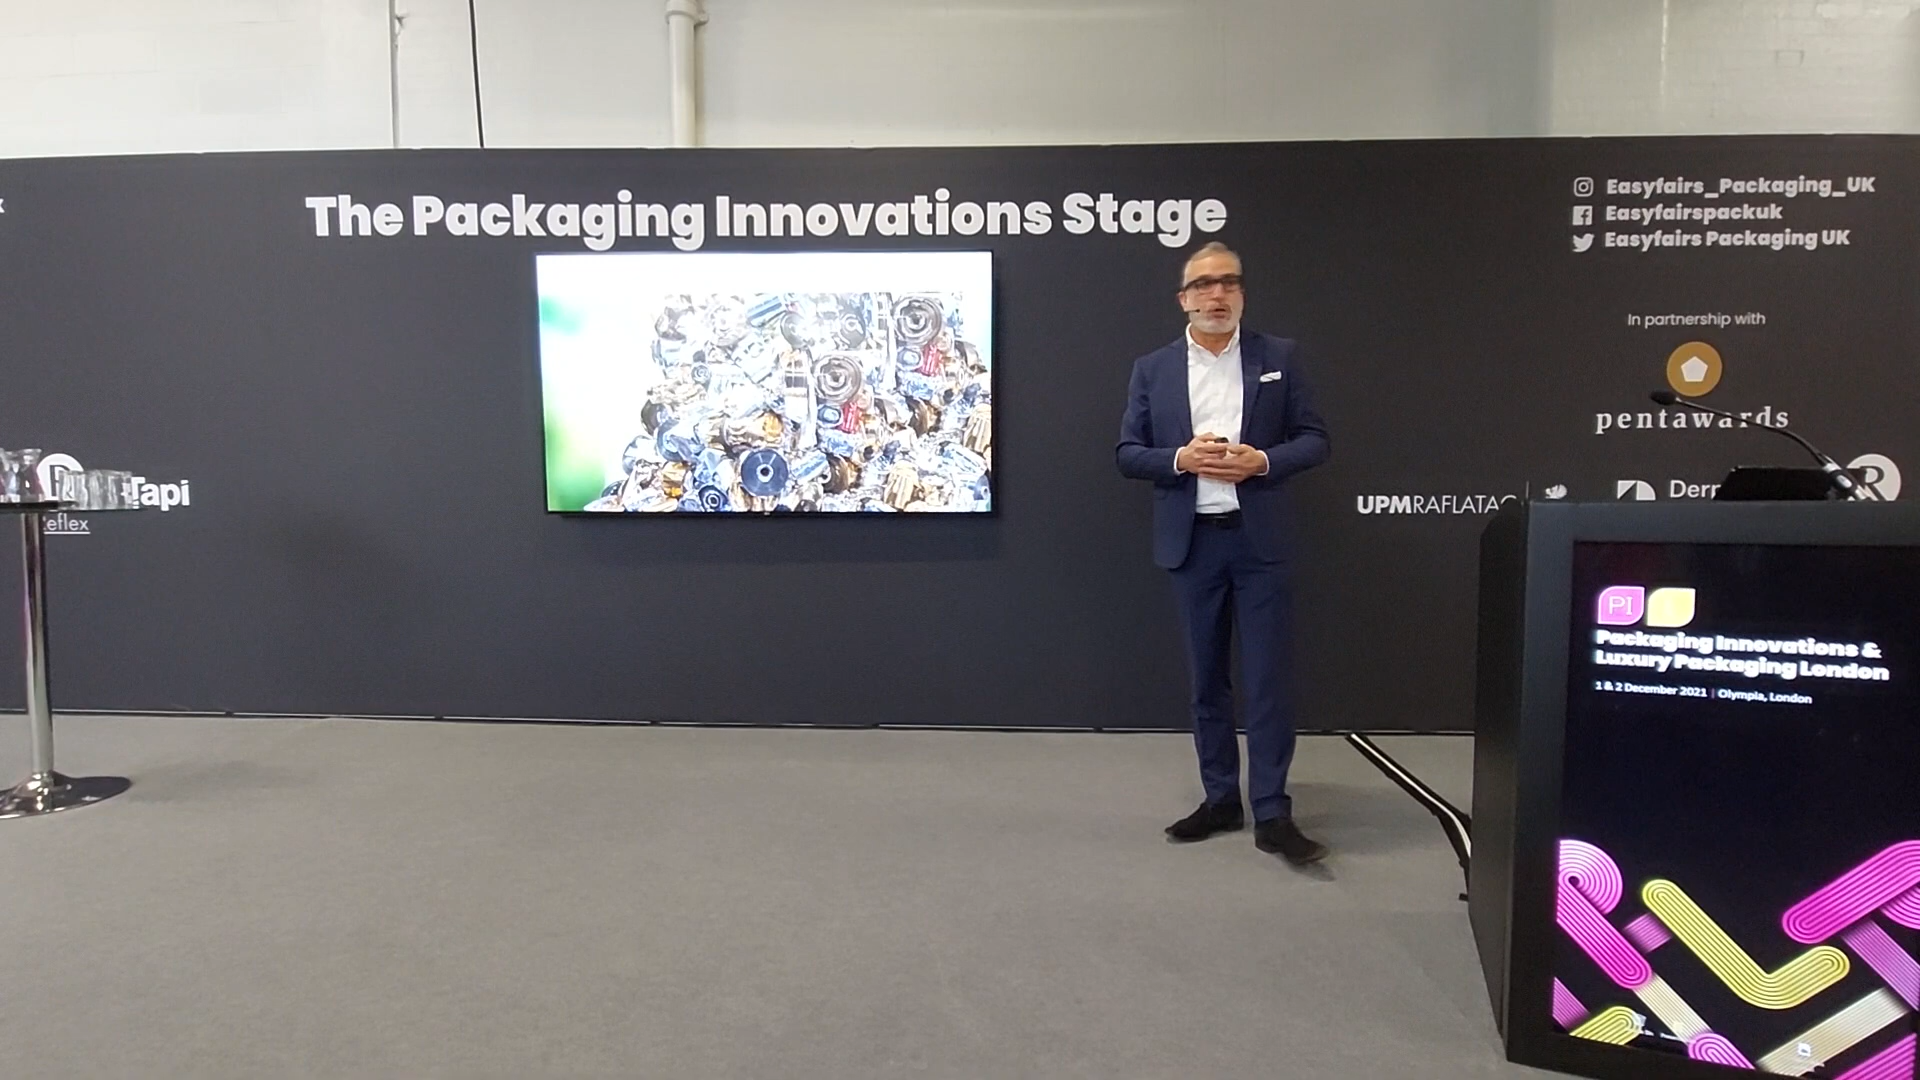 The Packaging Innovations Stage
Easyfairs_Packaging_UK
Easyfairspackuk
Easyfairs Packaging UK
In partnership with
pentawards
Tapi
eflex
UPMRAFLATAC
R
PI
Packaging Innovations &
Luxury Packaging London
1 & 2 December 2021 | Olympia, London